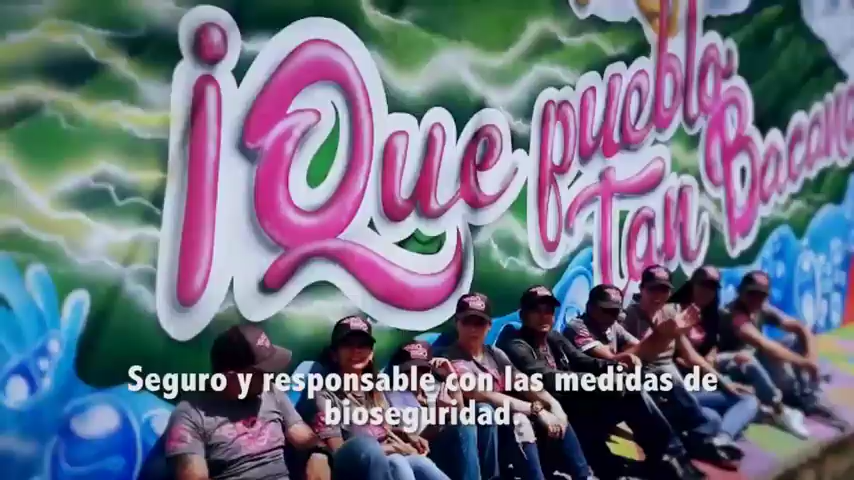 ¡Que pueblo
Tan Bacano
Seguro y responsable con las medidas de
bioseguridad.